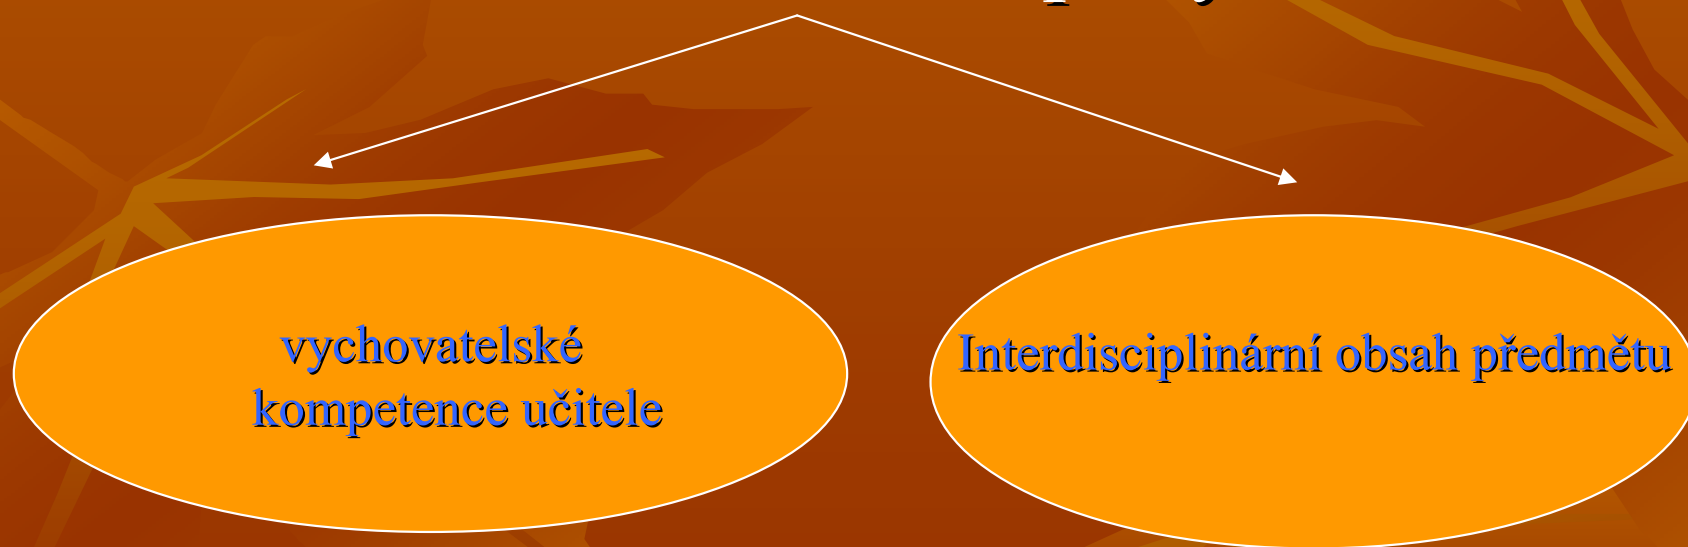 vychovatelské
kompetence učitele
Interdisciplinární obsah předmětu